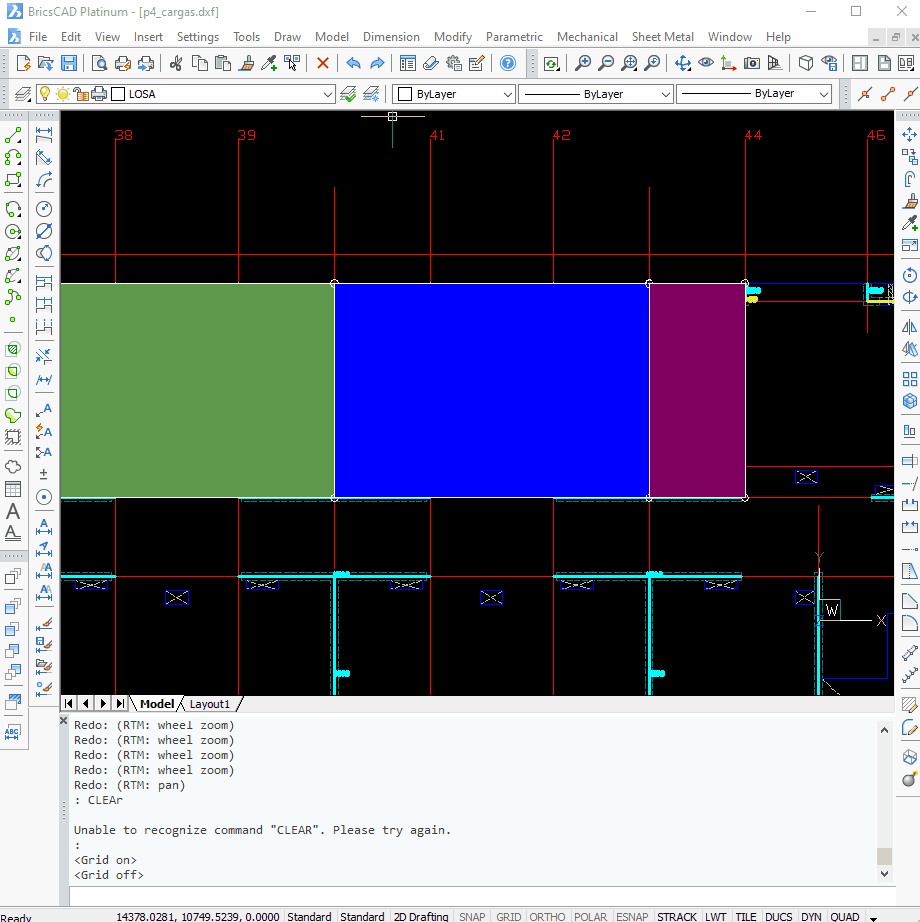 BricsCAD Platinum - [p4_cargas.dxf]
File Edit View Insert Settings Tools Draw Model Dimension Modify Parametric Mechanical Sheet Metal Window Help
LOSA ByLayer ByLayer ByLayer
38 39 41 42 44 46
W X
Y
Model Layout1
Redo: (RTM: wheel zoom)
Redo: (RTM: wheel zoom)
Redo: (RTM: wheel zoom)
Redo: (RTM: wheel zoom)
Redo: (RTM: pan)
: CLEAr
Unable to recognize command "CLEAR". Please try again.
:
<Grid on>
<Grid off>
Ready 14378.0281, 10749.5239, 0.0000 Standard Standard 2D Drafting SNAP GRID ORTHO POLAR ESNAP STRACK LWT TILE DUCS DYN QUAD